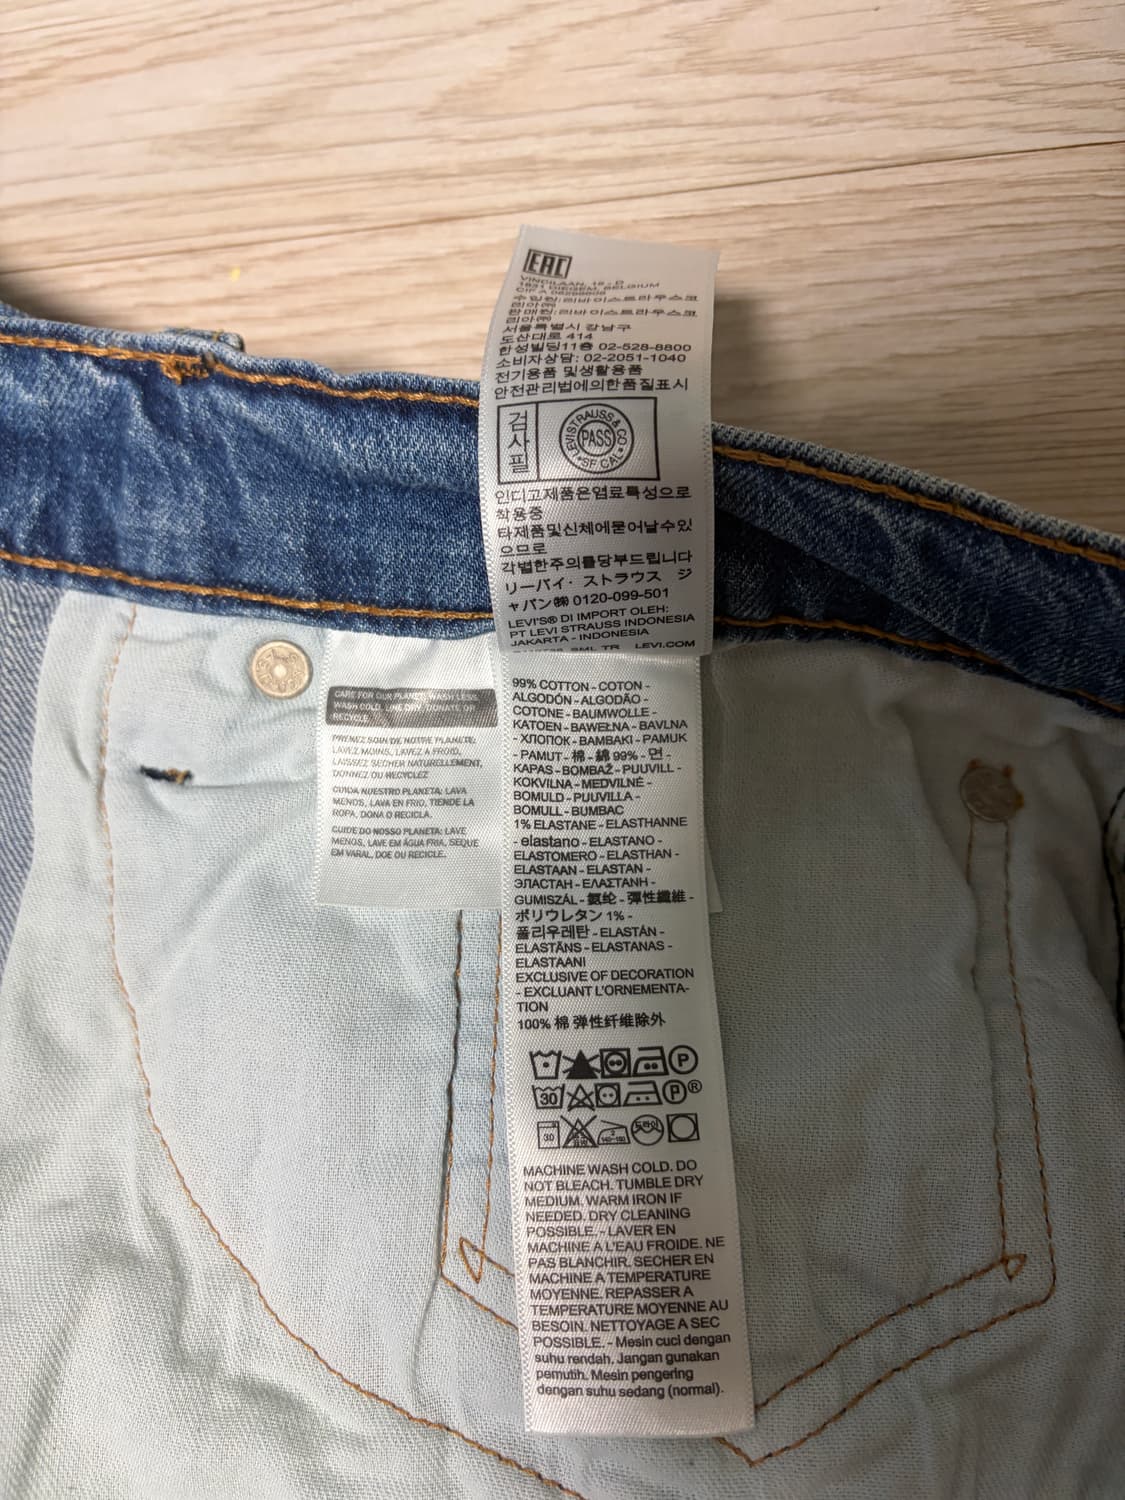 EAC
1831 DIEGEM, BELGIUM
수입원: 리바이스트라우스코
리아㈜
판매원: 리바이스트라우스코
리아㈜
서울특별시 강남구
도산대로 414
한성빌딩11층 02-528-8800
소비자상담: 02-2051-1040
전기용품 및생활용품
안전관리법에의한품질표시
검사필
LEVI STRAUSS & CO
PASS
SF CAL
인디고제품은염료특성으로
착용중
타제품및신체에묻어날수있
으므로
각별한주의를당부드립니다
リーバイ・ストラウス ジ
ャパン㈱ 0120-099-501
LEVI'S® DI IMPORT OLEH:
PT LEVI STRAUSS INDONESIA
JAKARTA - INDONESIA
SML TR LEVI.COM
CARE FOR OUR PLANET: WASH LESS,
WASH COLD, LINE DRY, DONATE OR
RECYCLE
PRENEZ SOIN DE NOTRE PLANÈTE:
LAVEZ MOINS, LAVEZ A FROID,
LAISSEZ SECHER NATURELLEMENT,
DONNEZ OU RECYCLEZ
CUIDA NUESTRO PLANETA: LAVA
MENOS, LAVA EN FRIO, TIENDE LA
ROPA, DONA O RECICLA.
CUIDE DO NOSSO PLANETA: LAVE
MENOS, LAVE EM ÁGUA FRIA, SEQUE
EM VARAL, DOE OU RECICLE.
99% COTTON - COTON -
ALGODÓN - ALGODÃO -
COTONE - BAUMWOLLE -
KATOEN - BAWEŁNA - BAVLNA
- ХЛОПОК - ΒΑΜΒΑΚΙ - PAMUK
- PAMUT - 棉 - 綿 99% - 면 -
KAPAS - BOMBAŽ - PUUVILL -
KOKVILNA - MEDVILNĖ -
BOMULD - PUUVILLA -
BOMULL - BUMBAC
1% ELASTANE - ELASTHANNE
- elastano - ELASTANO -
ELASTOMERO - ELASTHAN -
ELASTAAN - ELASTAN -
ЭЛАСТАН - ΕΛΑΣΤΑΝΗ -
GUMISZÁL - 氨纶 - 彈性纖維 -
ポリウレタン 1% -
폴리우레탄 - ELASTÁN -
ELASTĀNS - ELASTANAS -
ELASTAANI
EXCLUSIVE OF DECORATION
- EXCLUANT L'ORNEMENTA-
TION
100% 棉 弹性纤维除外
P
30 P®
30 140~160 드라이
MACHINE WASH COLD. DO
NOT BLEACH. TUMBLE DRY
MEDIUM. WARM IRON IF
NEEDED. DRY CLEANING
POSSIBLE. - LAVER EN
MACHINE A L'EAU FROIDE. NE
PAS BLANCHIR. SECHER EN
MACHINE A TEMPERATURE
MOYENNE. REPASSER A
TEMPERATURE MOYENNE AU
BESOIN. NETTOYAGE A SEC
POSSIBLE. - Mesin cuci dengan
suhu rendah. Jangan gunakan
pemutih. Mesin pengering
dengan suhu sedang (normal).